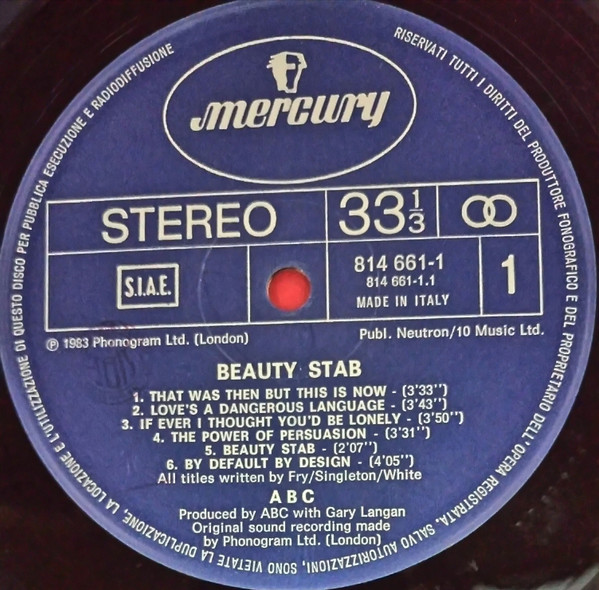 RISERVATI TUTTI I DIRITTI DEL PRODUTTORE FONOGRAFICO E DEL PROPRIETARIO DELL'OPERA REGISTRATA. SALVO AUTORIZZAZIONI, SONO VIETATE LA DUPLICAZIONE, LA LOCAZIONE E L'UTILIZZAZIONE DI QUESTO DISCO PER PUBBLICA ESECUZIONE E RADIODIFFUSIONE
mercury
STEREO
33 1/3
S.I.A.E.
814 661-1
814 661-1.1
MADE IN ITALY
1
℗ 1983 Phonogram Ltd. (London)
Publ. Neutron/10 Music Ltd.
BEAUTY STAB
1. THAT WAS THEN BUT THIS IS NOW - (3'33'')
2. LOVE'S A DANGEROUS LANGUAGE - (3'43'')
3. IF EVER I THOUGHT YOU'D BE LONELY - (3'50'')
4. THE POWER OF PERSUASION - (3'31'')
5. BEAUTY STAB - (2'07'')
6. BY DEFAULT BY DESIGN - (4'05'')
All titles written by Fry/Singleton/White
ABC
Produced by ABC with Gary Langan
Original sound recording made
by Phonogram Ltd. (London)